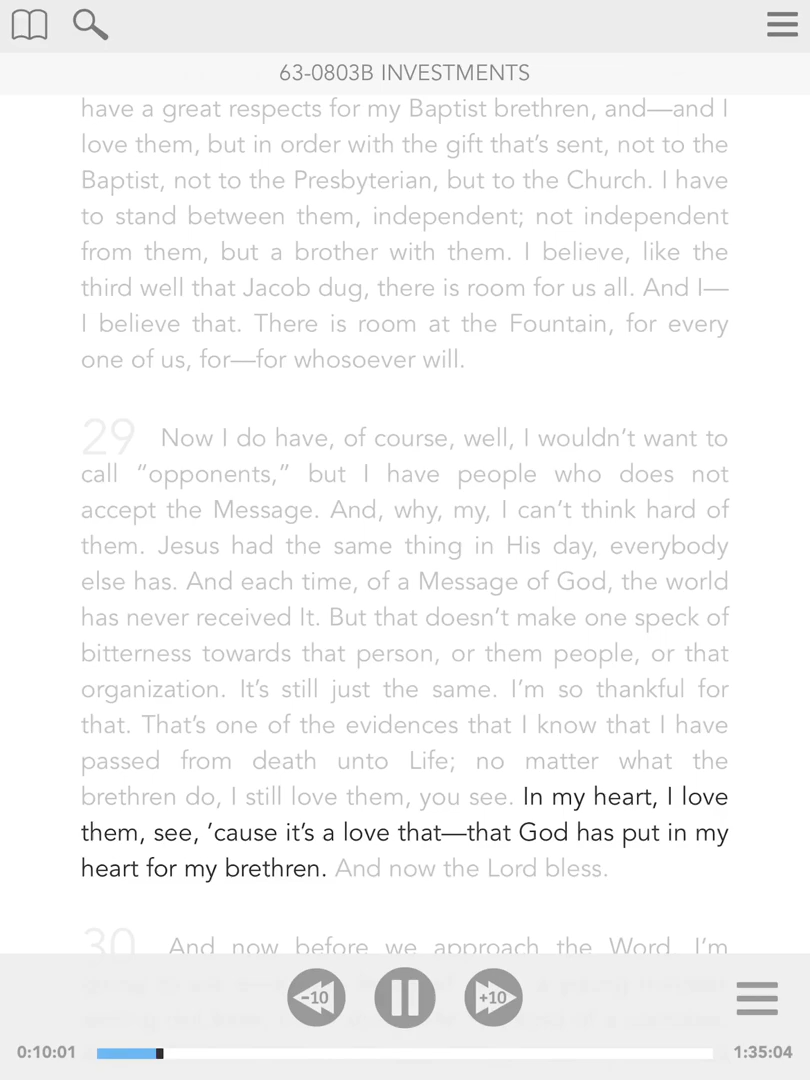 63-0803B INVESTMENTS
have a great respects for my Baptist brethren, and—and I
love them, but in order with the gift that's sent, not to the
Baptist, not to the Presbyterian, but to the Church. I have
to stand between them, independent; not independent
from them, but a brother with them. I believe, like the
third well that Jacob dug, there is room for us all. And I—
I believe that. There is room at the Fountain, for every
one of us, for—for whosoever will.
29 Now I do have, of course, well, I wouldn't want to
call “opponents,” but I have people who does not
accept the Message. And, why, my, I can't think hard of
them. Jesus had the same thing in His day, everybody
else has. And each time, of a Message of God, the world
has never received It. But that doesn't make one speck of
bitterness towards that person, or them people, or that
organization. It's still just the same. I'm so thankful for
that. That's one of the evidences that I know that I have
passed from death unto Life; no matter what the
brethren do, I still love them, you see. In my heart, I love
them, see, ’cause it's a love that—that God has put in my
heart for my brethren. And now the Lord bless.
30 And now before we approach the Word, I'm
-10 +10
0:10:01 1:35:04